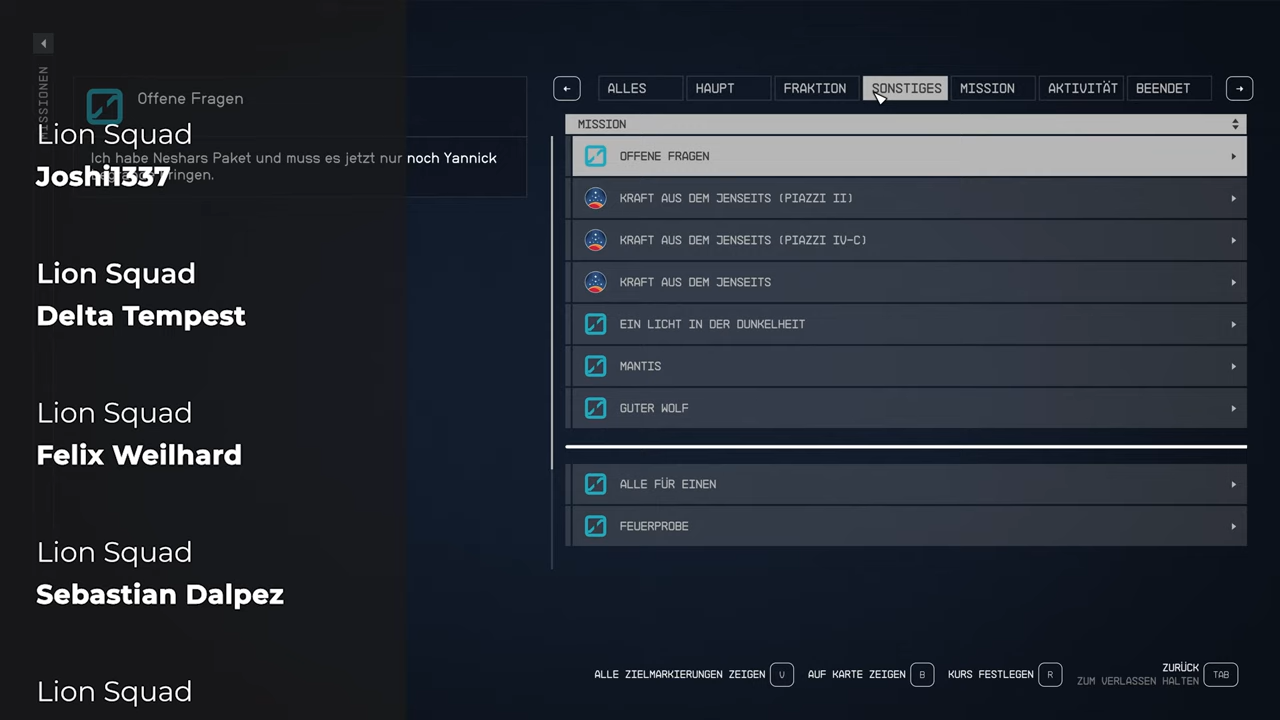 MISSIONEN
Offene Fragen
Ich habe Neshars Paket und muss es jetzt nur noch Yannick
ringen.
Lion Squad
Joshi1337
Lion Squad
Delta Tempest
Lion Squad
Felix Weilhard
Lion Squad
Sebastian Dalpez
Lion Squad
ALLES
HAUPT
FRAKTION
SONSTIGES
MISSION
AKTIVITÄT
BEENDET
MISSION
OFFENE FRAGEN
KRAFT AUS DEM JENSEITS (PIAZZI II)
KRAFT AUS DEM JENSEITS (PIAZZI IV-C)
KRAFT AUS DEM JENSEITS
EIN LICHT IN DER DUNKELHEIT
MANTIS
GUTER WOLF
ALLE FÜR EINEN
FEUERPROBE
ALLE ZIELMARKIERUNGEN ZEIGEN V
AUF KARTE ZEIGEN B
KURS FESTLEGEN R
ZURÜCK
ZUM VERLASSEN HALTEN TAB